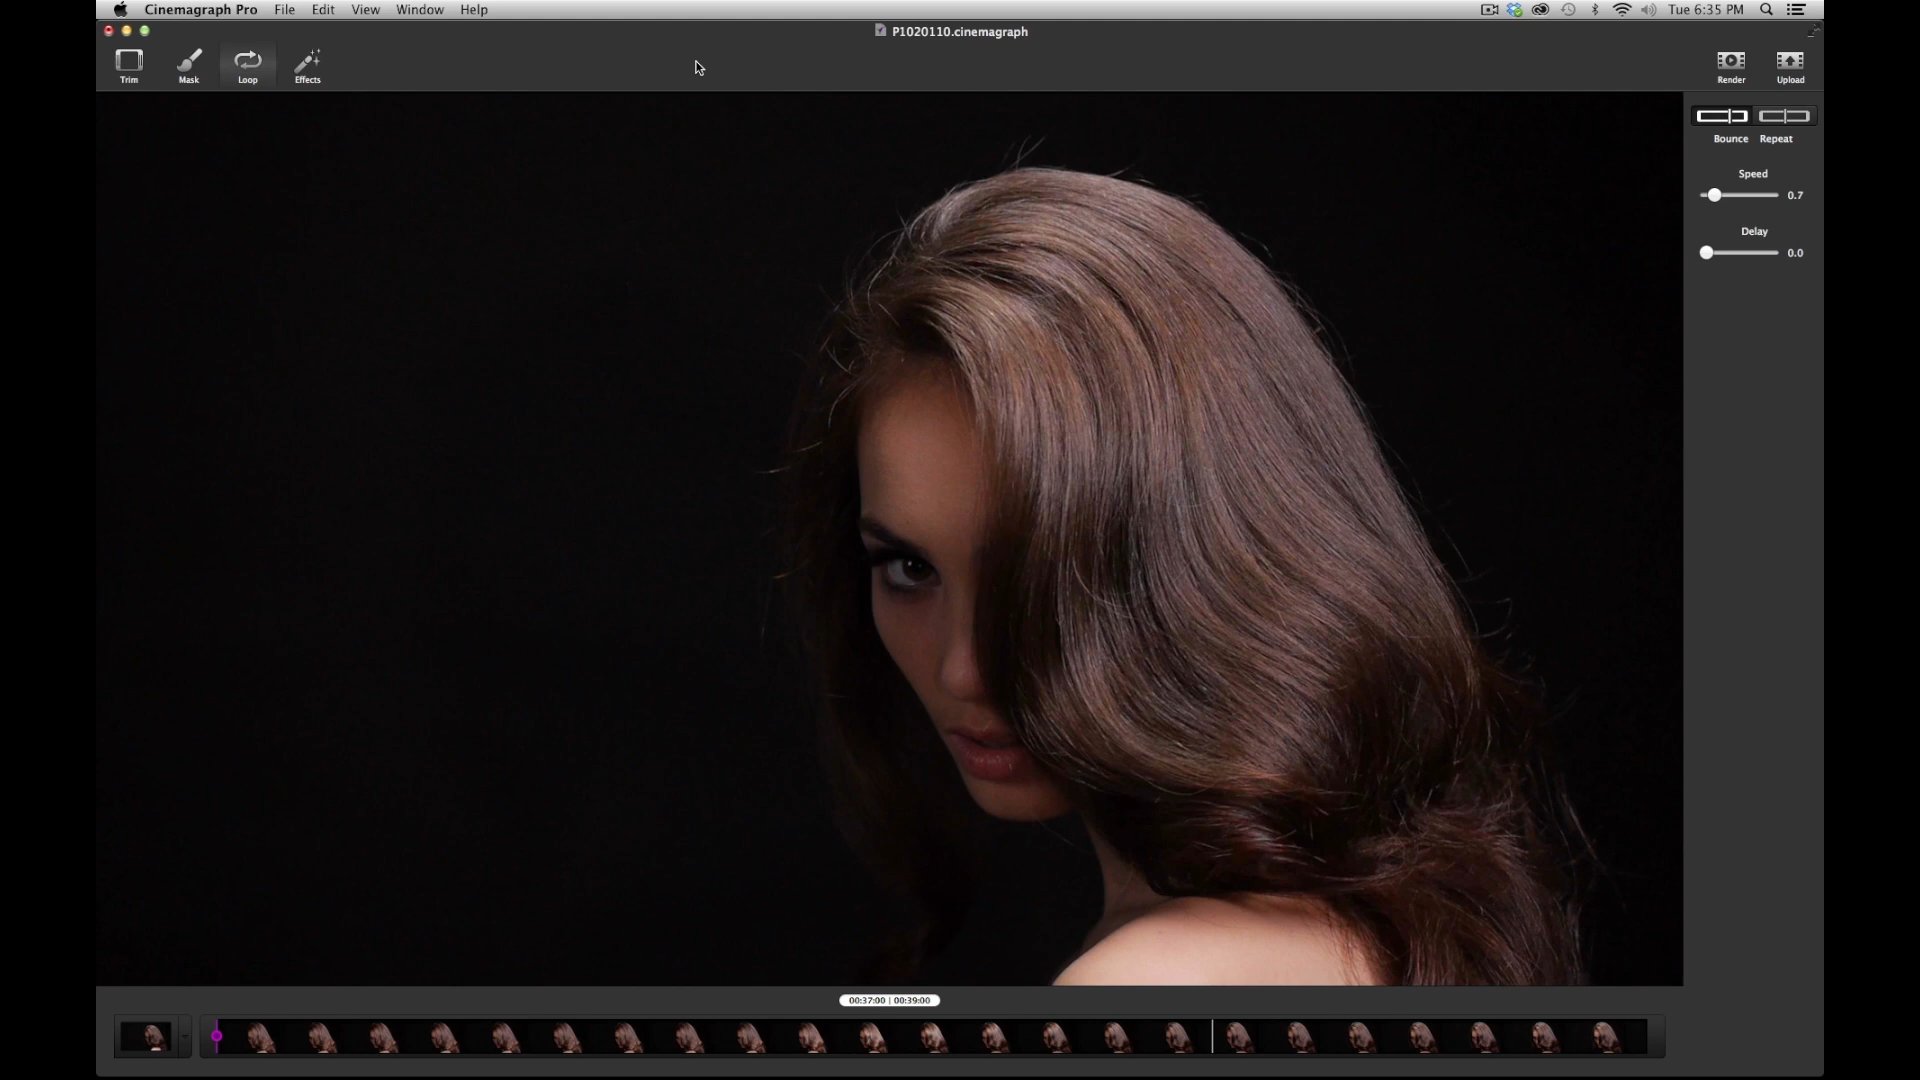 Cinemagraph Pro File Edit View Window Help Tue 6:35 PM
P1020110.cinemagraph
Trim Mask Loop Effects Render Upload
Bounce Repeat
Speed
0.7
Delay
0.0
00:37:00 | 00:39:00